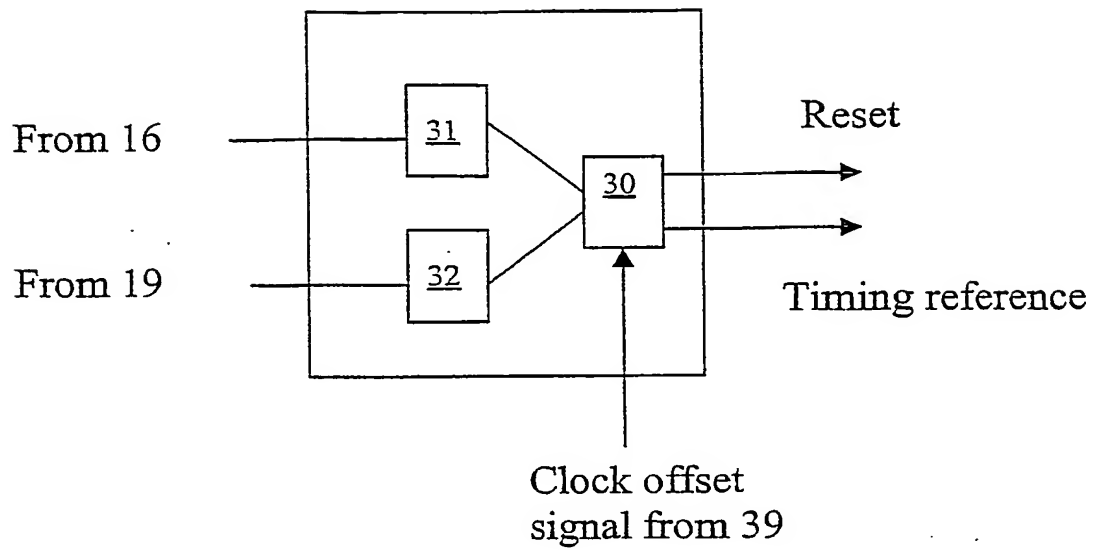 Reset
From 16
31
30
From 19
32
Timing reference
Clock offset
signal from 39